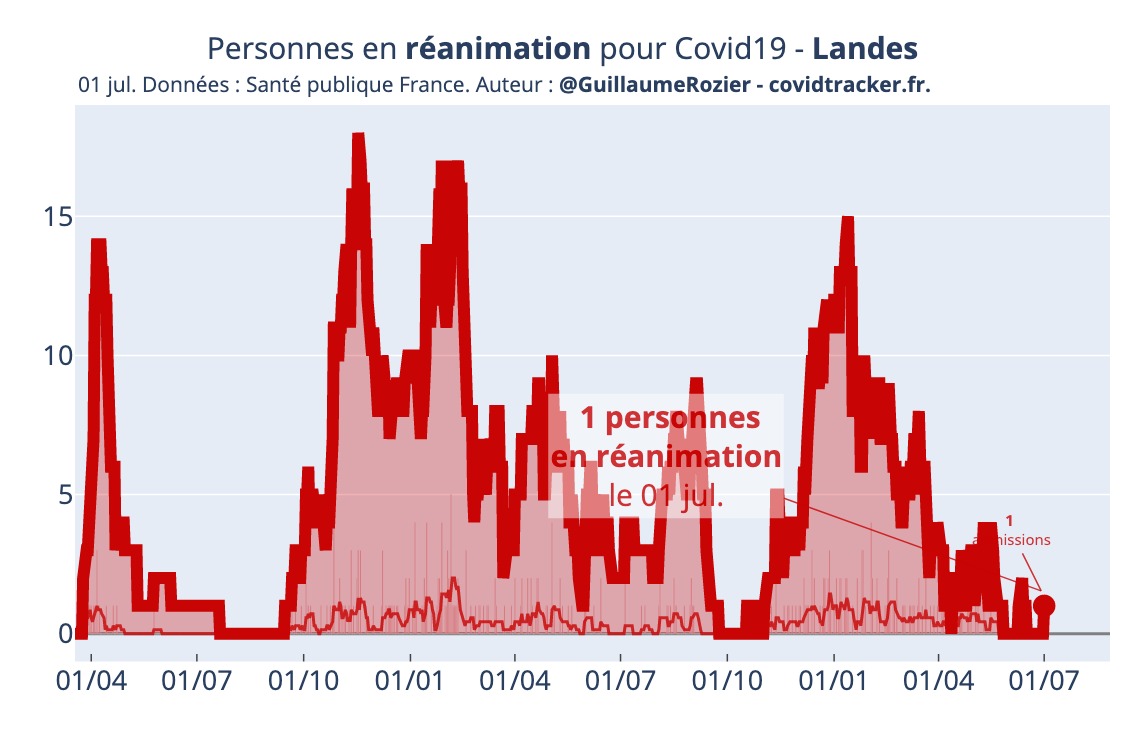 Personnes en réanimation pour Covid19 - Landes
01 jul. Données : Santé publique France. Auteur : @GuillaumeRozier - covidtracker.fr.
15
10
5
0
1 personnes
en réanimation
le 01 jul.
1
admissions
01/04
01/07
01/10
01/01
01/04
01/07
01/10
01/01
01/04
01/07